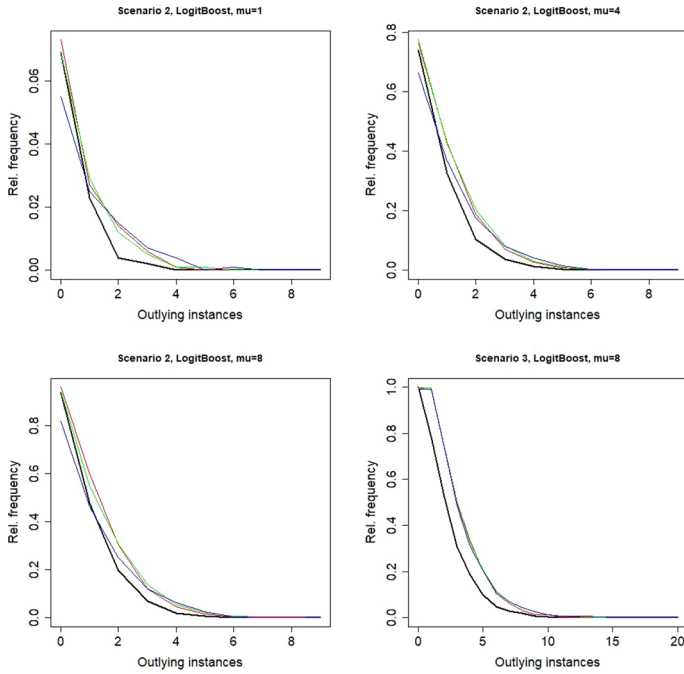 Scenario 2, LogitBoost, mu=1
Rel. frequency
0.00 0.02 0.04 0.06
0 2 4 6 8
Outlying instances
Scenario 2, LogitBoost, mu=4
Rel. frequency
0.0 0.2 0.4 0.6 0.8
0 2 4 6 8
Outlying instances
Scenario 2, LogitBoost, mu=8
Rel. frequency
0.0 0.2 0.4 0.6 0.8
0 2 4 6 8
Outlying instances
Scenario 3, LogitBoost, mu=8
Rel. frequency
0.0 0.2 0.4 0.6 0.8 1.0
0 5 10 15 20
Outlying instances